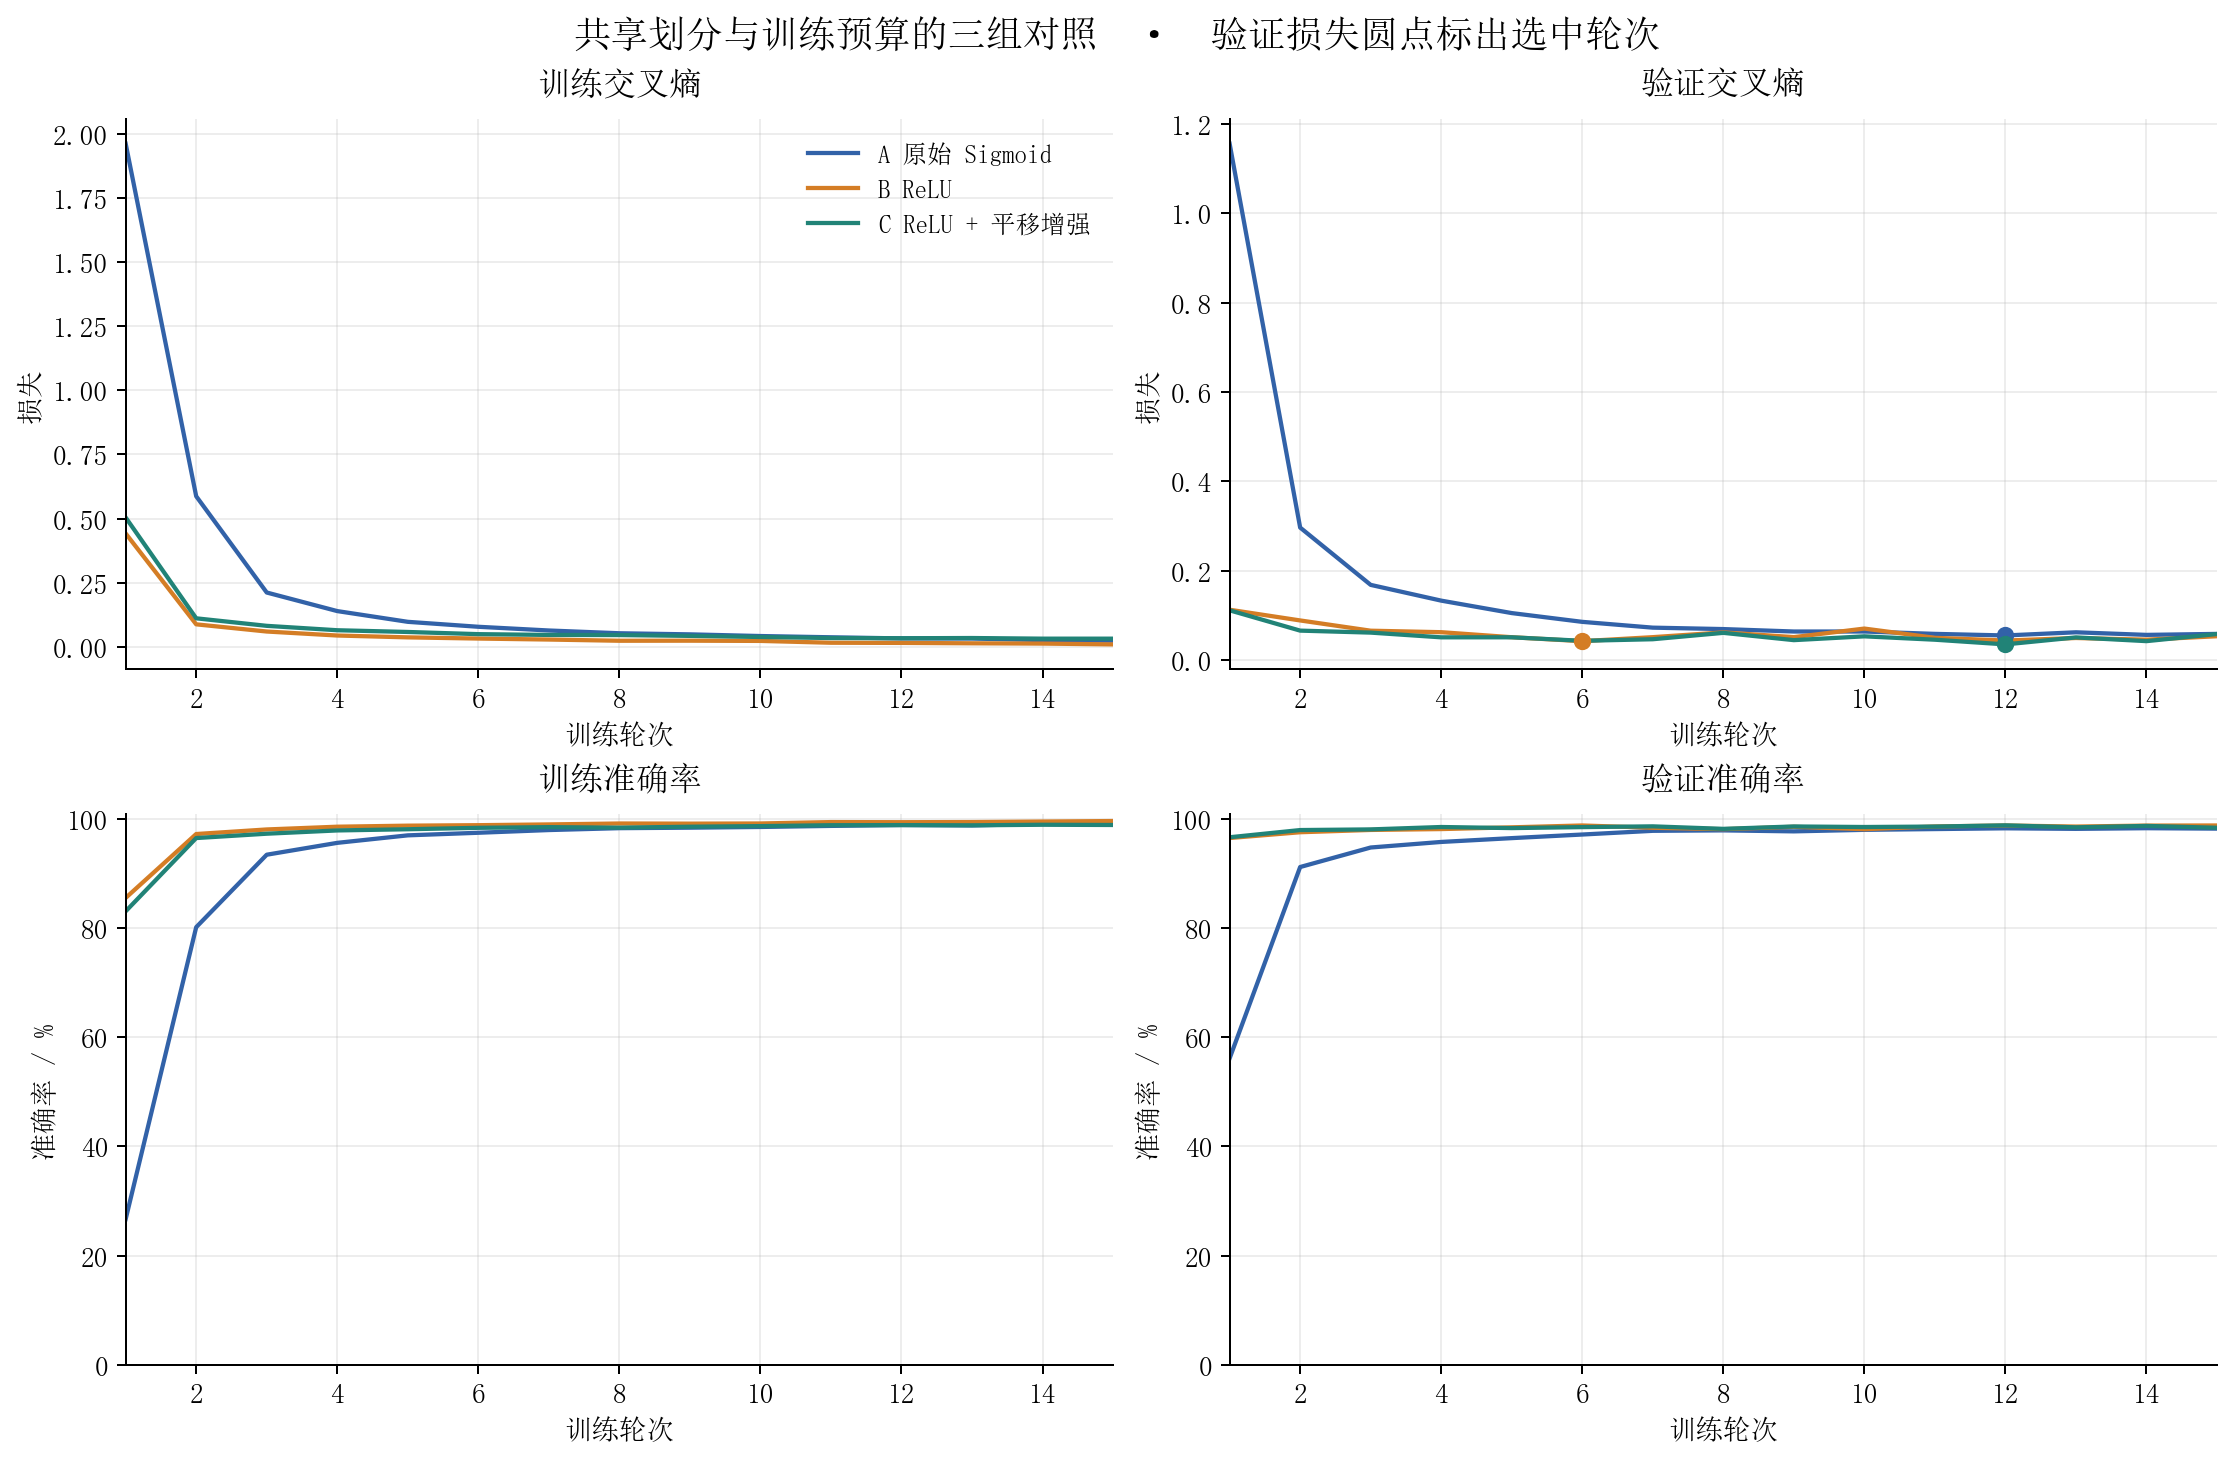 共享划分与训练预算的三组对照 • 验证损失圆点标出选中轮次
训练交叉熵
2.00
1.75
1.50
1.25
1.00
0.75
0.50
0.25
0.00
损失
A 原始 Sigmoid
B ReLU
C ReLU + 平移增强
2 4 6 8 10 12 14
训练轮次
验证交叉熵
1.2
1.0
0.8
0.6
0.4
0.2
0.0
损失
2 4 6 8 10 12 14
训练轮次
训练准确率
100
80
60
40
20
0
准确率 / %
2 4 6 8 10 12 14
训练轮次
验证准确率
100
80
60
40
20
0
准确率 / %
2 4 6 8 10 12 14
训练轮次